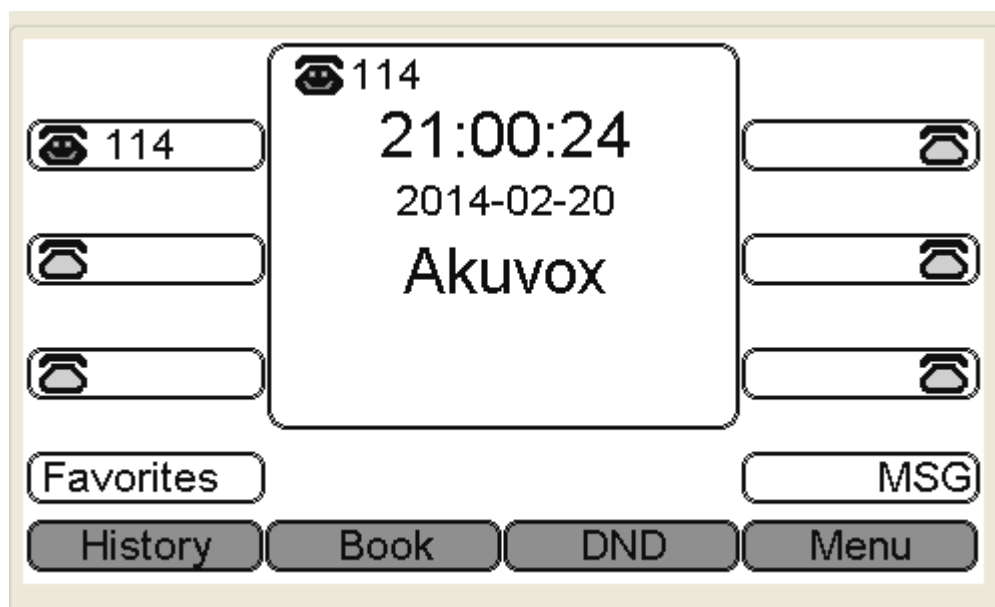 114
21:00:24
2014-02-20
Akuvox
114
Favorites
MSG
History Book DND Menu